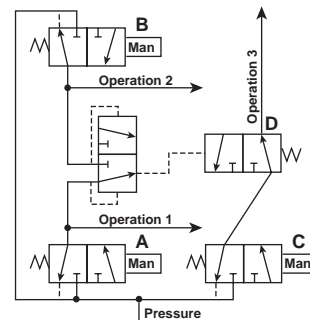 B
Man
Operation 2
Operation 3
D
Operation 1
A
Man
C
Man
Pressure